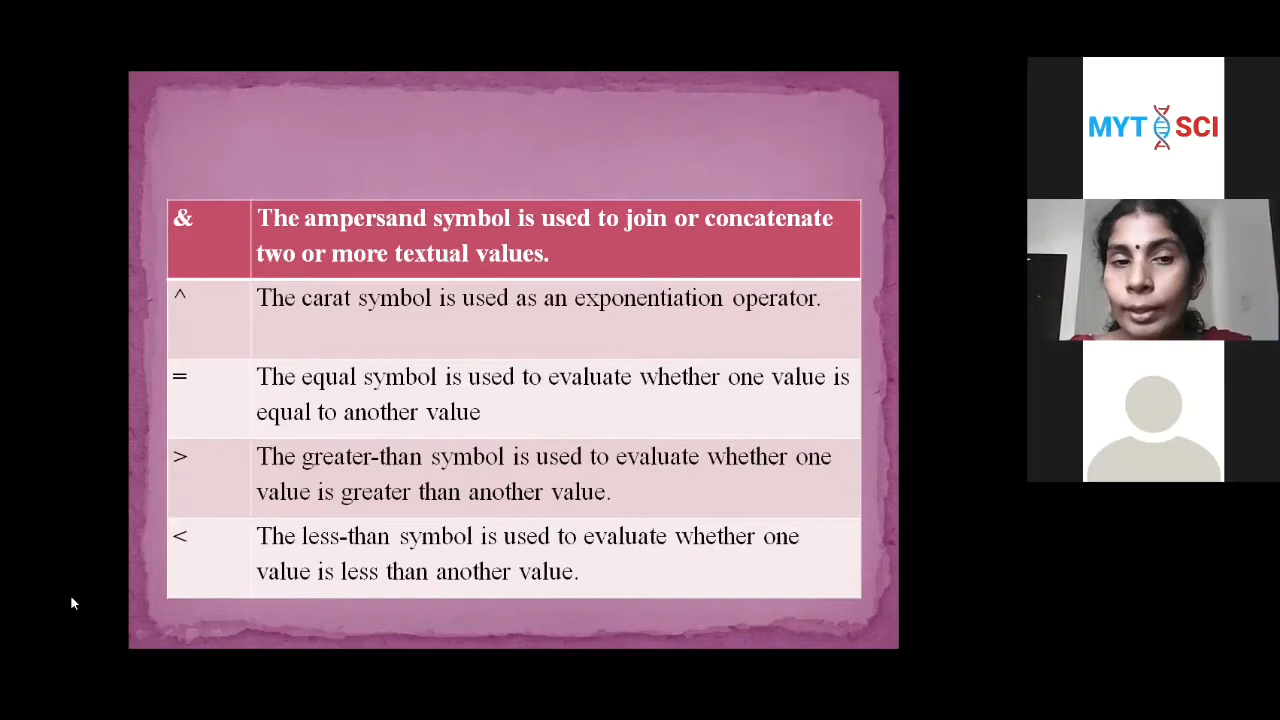 MYT SCI
& The ampersand symbol is used to join or concatenate
two or more textual values.
^ The carat symbol is used as an exponentiation operator.
= The equal symbol is used to evaluate whether one value is
equal to another value
> The greater-than symbol is used to evaluate whether one
value is greater than another value.
< The less-than symbol is used to evaluate whether one
value is less than another value.